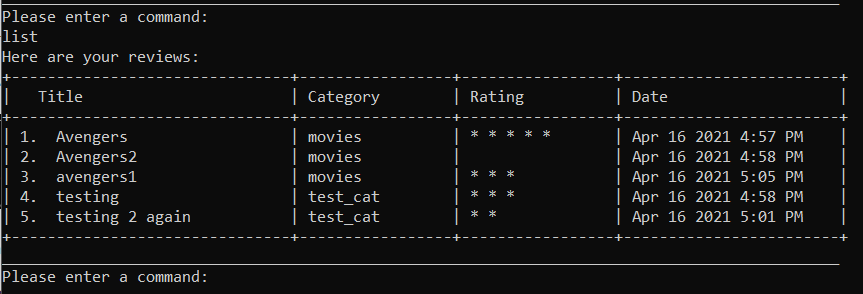 Please enter a command:
list
Here are your reviews:
+-------------------------------+-----------------+-----------------+------------------------+
|   Title                       | Category        | Rating          | Date                   |
+-------------------------------+-----------------+-----------------+------------------------+
| 1.  Avengers                  | movies          | * * * * *       | Apr 16 2021 4:57 PM    |
| 2.  Avengers2                 | movies          |                 | Apr 16 2021 4:58 PM    |
| 3.  avengers1                 | movies          | * * *           | Apr 16 2021 5:05 PM    |
| 4.  testing                   | test_cat        | * * *           | Apr 16 2021 4:58 PM    |
| 5.  testing 2 again           | test_cat        | * *             | Apr 16 2021 5:01 PM    |
+-------------------------------+-----------------+-----------------+------------------------+
Please enter a command: